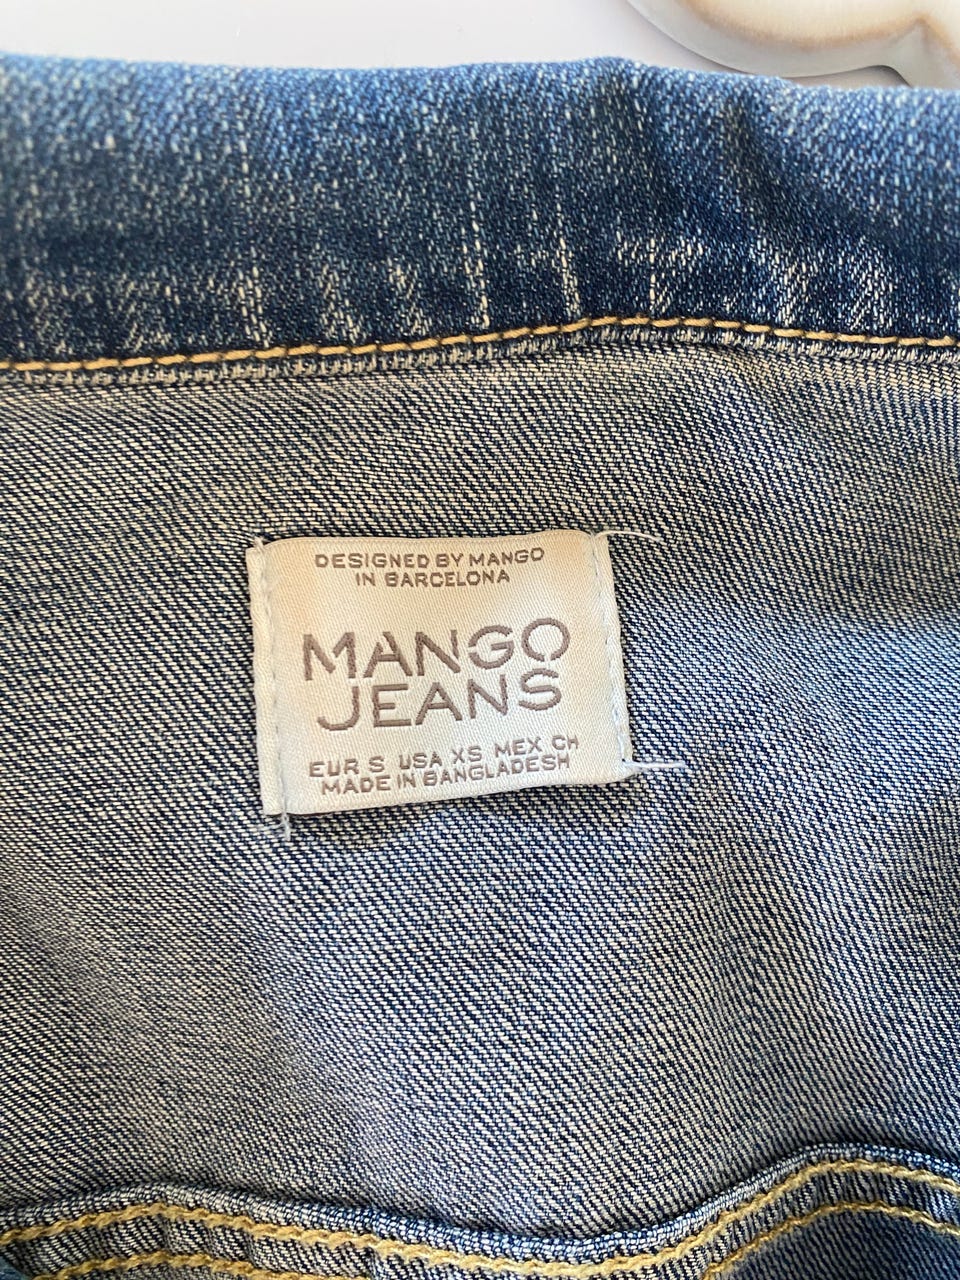 DESIGNED BY MANGO
IN BARCELONA
MANGO
JEANS
EUR S USA XS MEX CH
MADE IN BANGLADESH